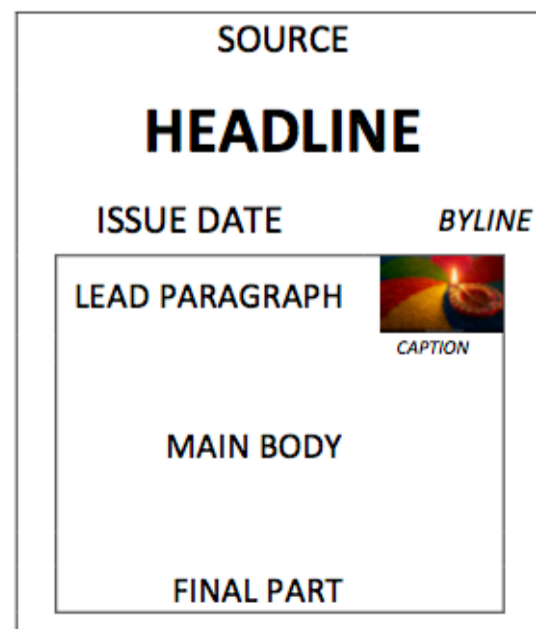 SOURCE
HEADLINE
ISSUE DATE BYLINE
LEAD PARAGRAPH
CAPTION
MAIN BODY
FINAL PART